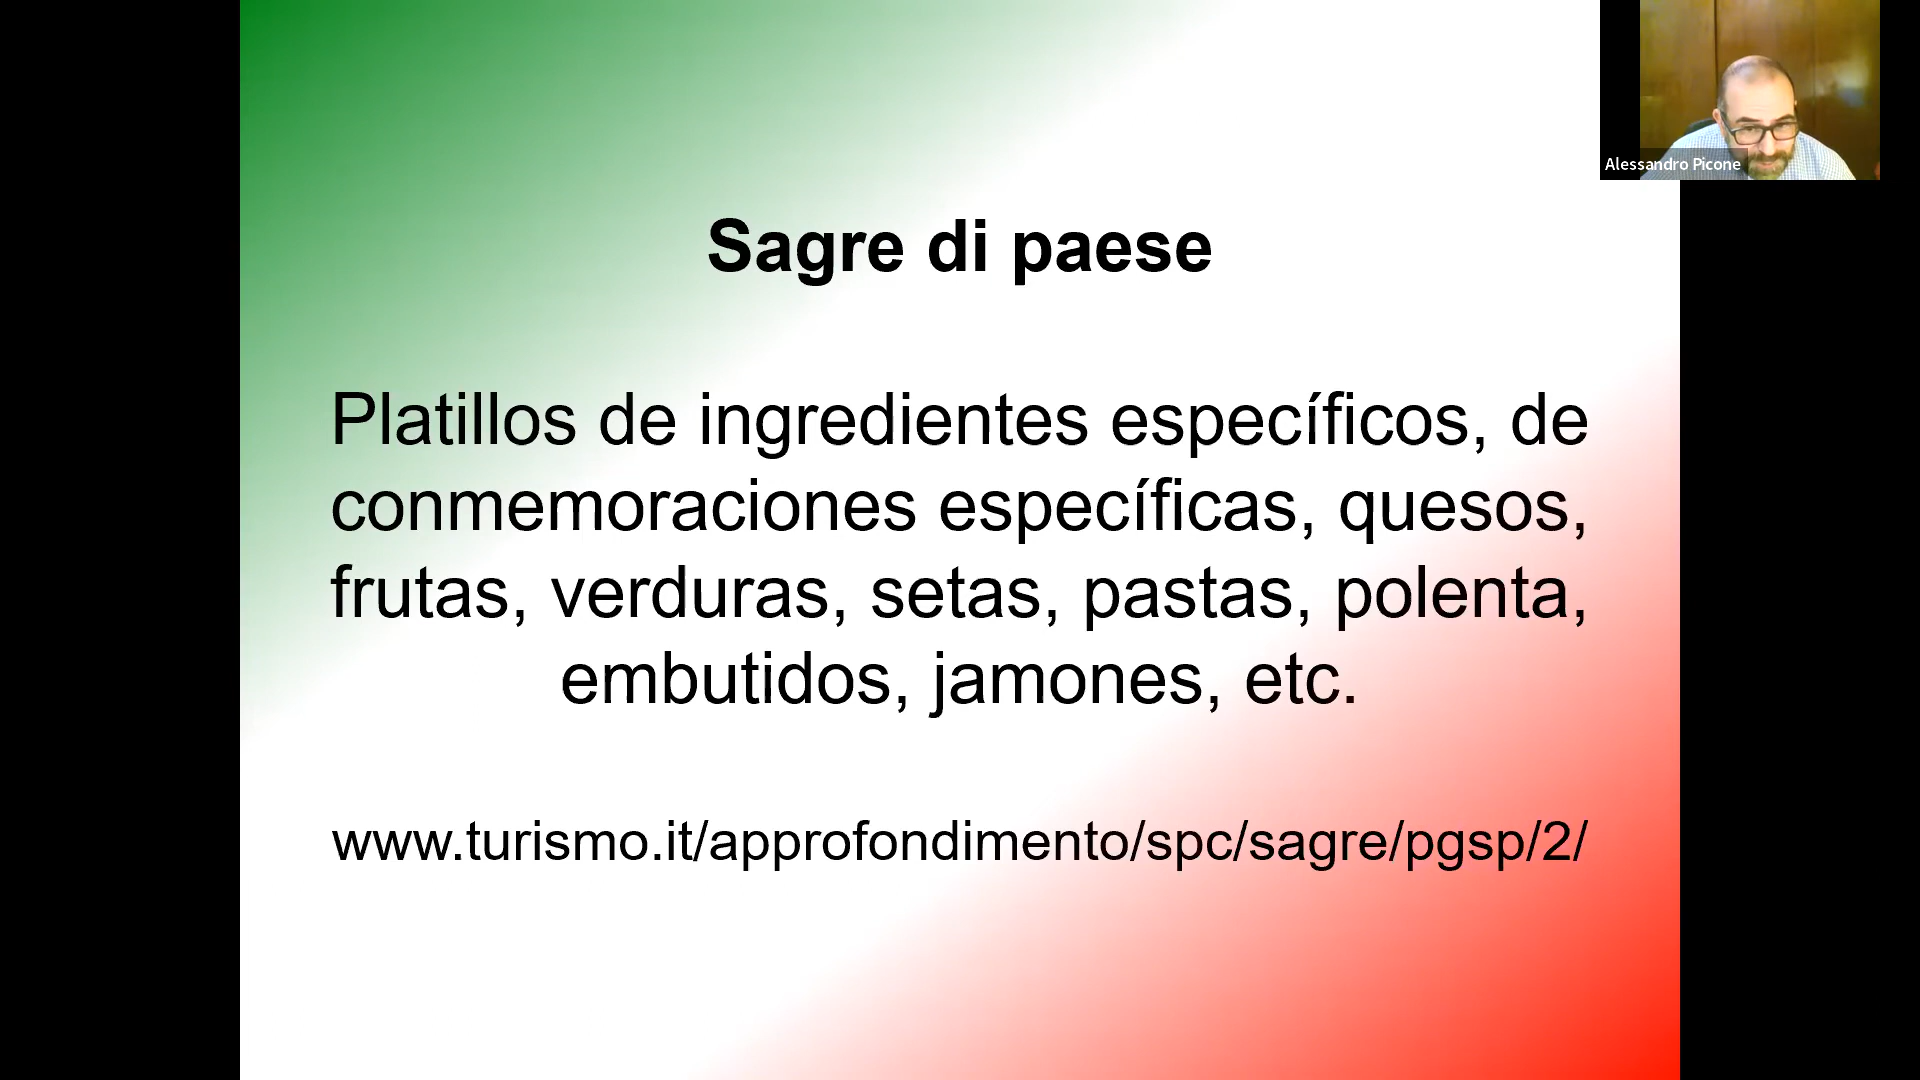 Alessandro Picone
Sagre di paese
Platillos de ingredientes específicos, de
conmemoraciones específicas, quesos,
frutas, verduras, setas, pastas, polenta,
embutidos, jamones, etc.
www.turismo.it/approfondimento/spc/sagre/pgsp/2/